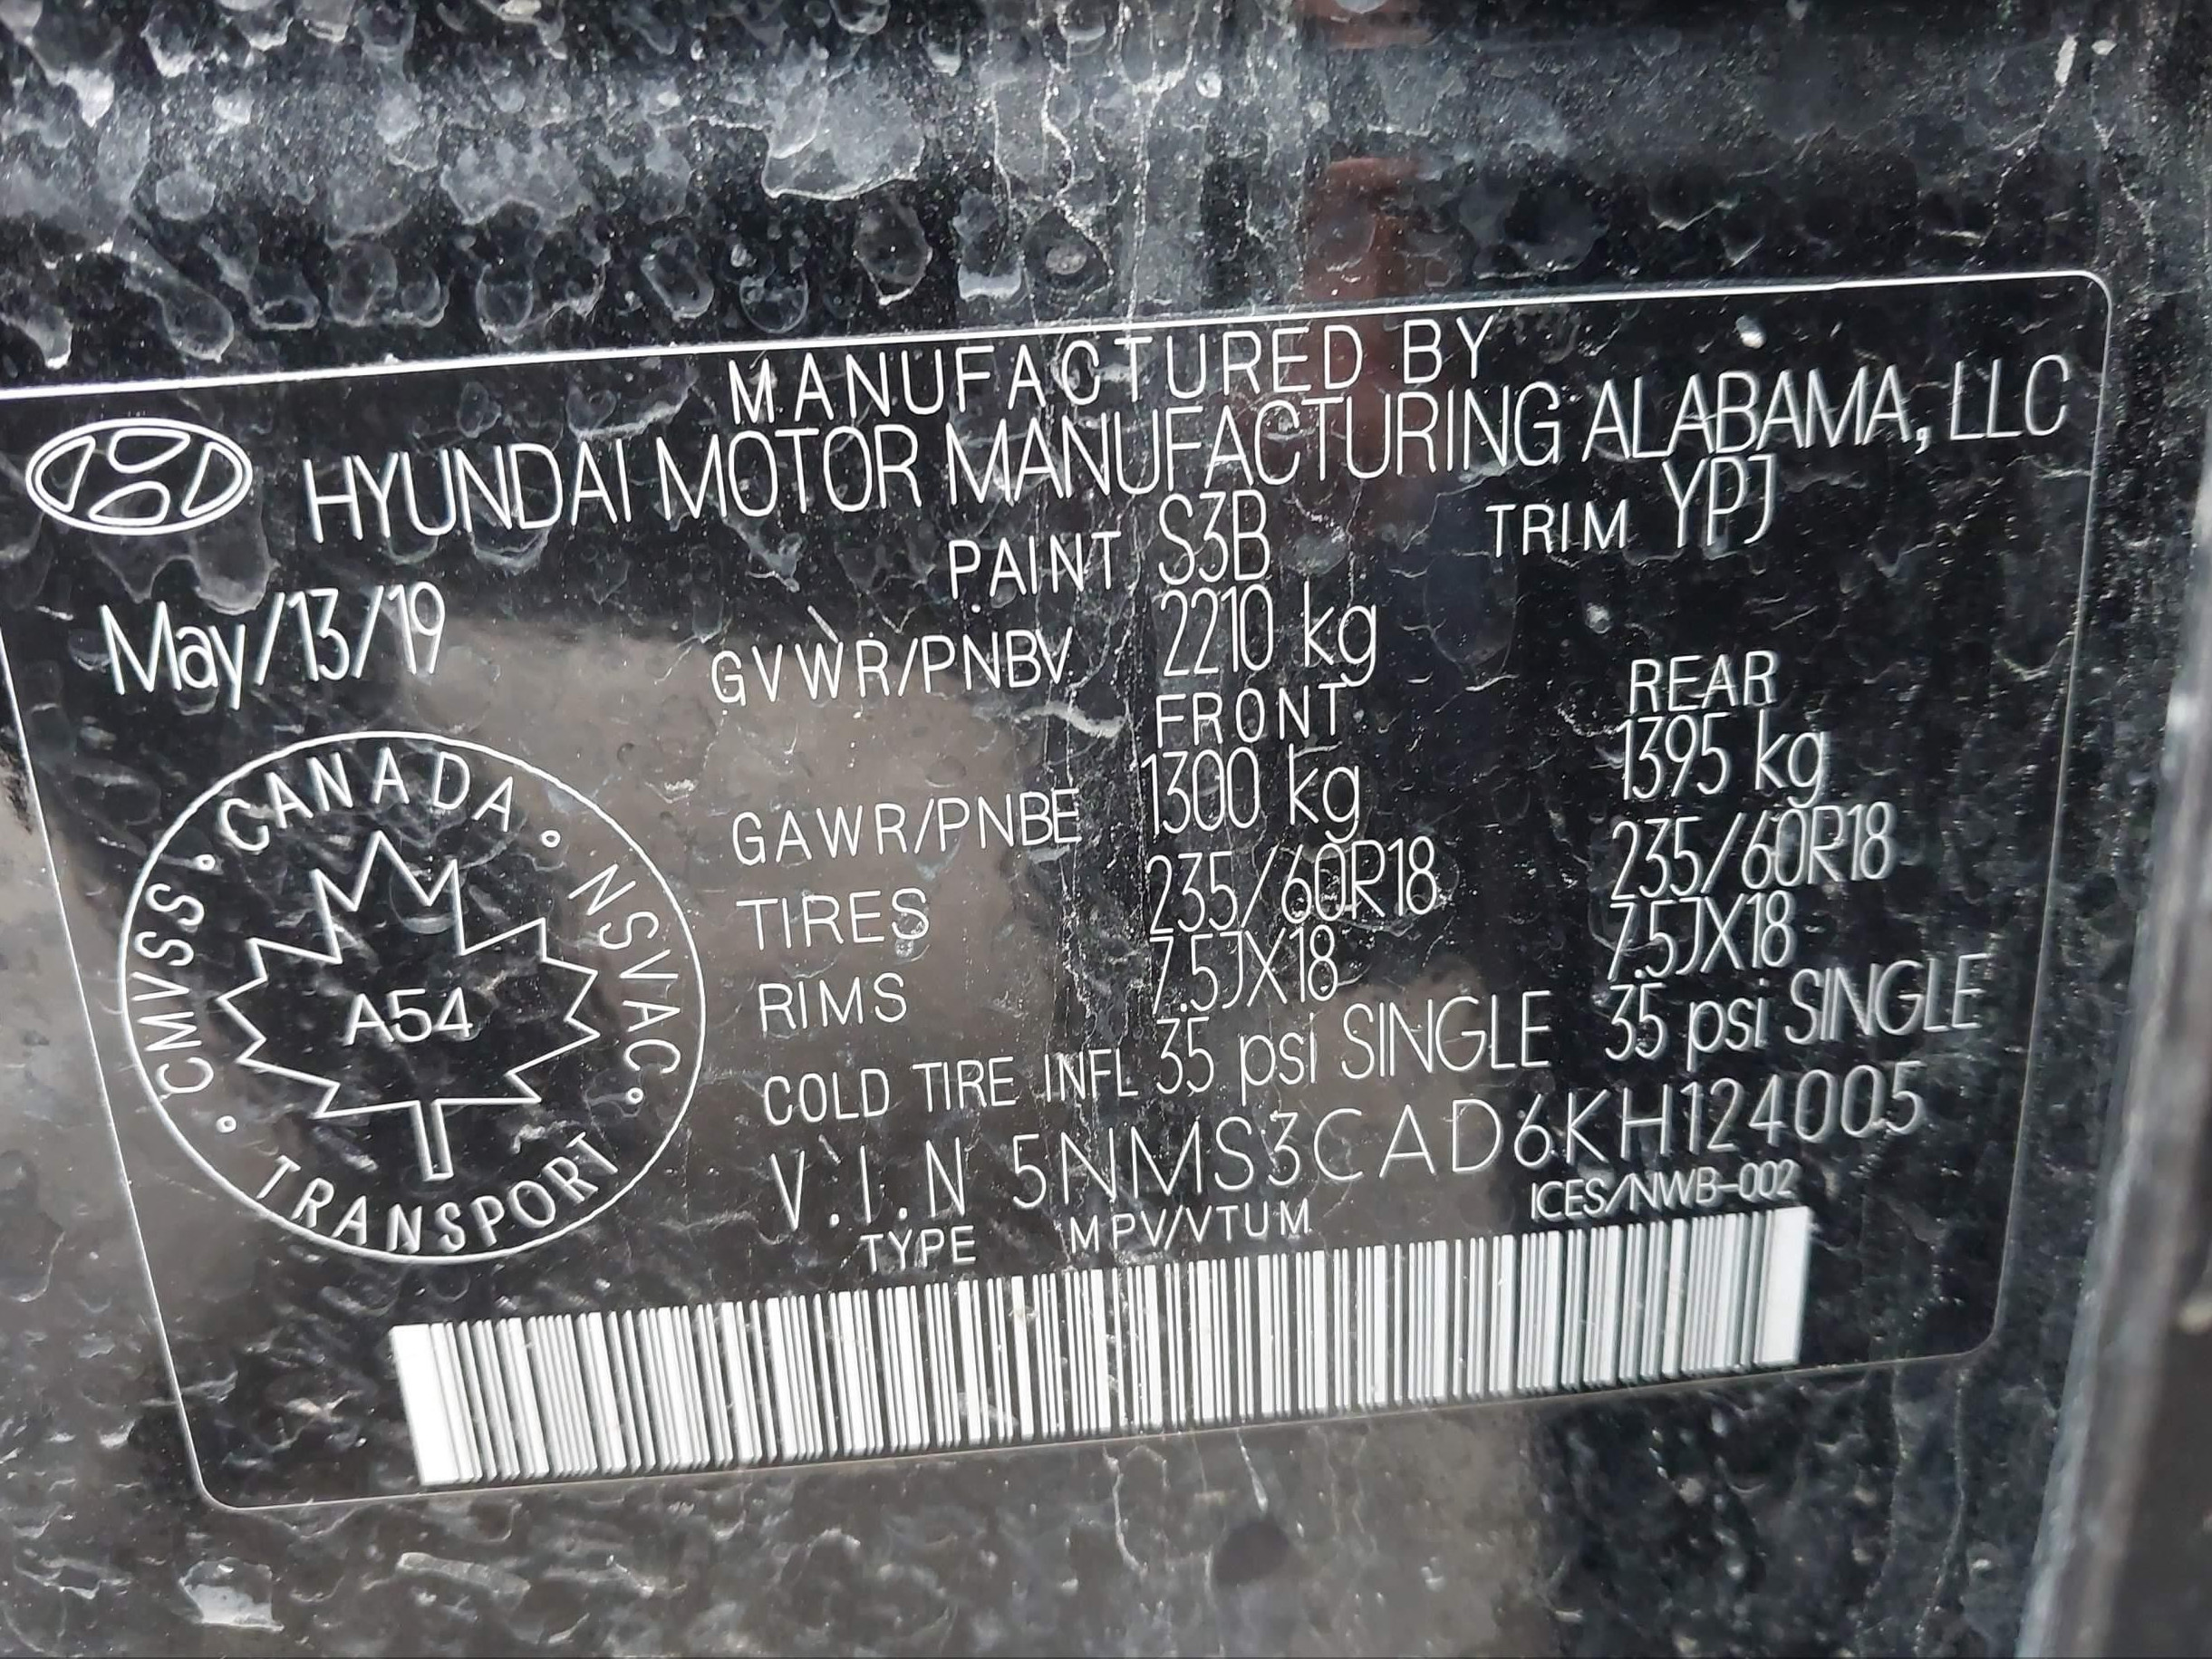 MANUFACTURED BY
HYUNDAI MOTOR MANUFACTURING ALABAMA, LLC
PAINT S3B TRIM YPJ
May/13/19 GVWR/PNBV 2210 kg
FRONT REAR
GAWR/PNBE 1300 kg 1395 kg
TIRES 235/60R18 235/60R18
RIMS 7.5JX18 7.5JX18
COLD TIRE INFL 35 psi SINGLE 35 psi SINGLE
V.I.N 5NMS3CAD6KH124005
TYPE MPV/VTUM ICES/NWB-002
CMVSS • CANADA • NSVAC •
A54
TRANSPORT •